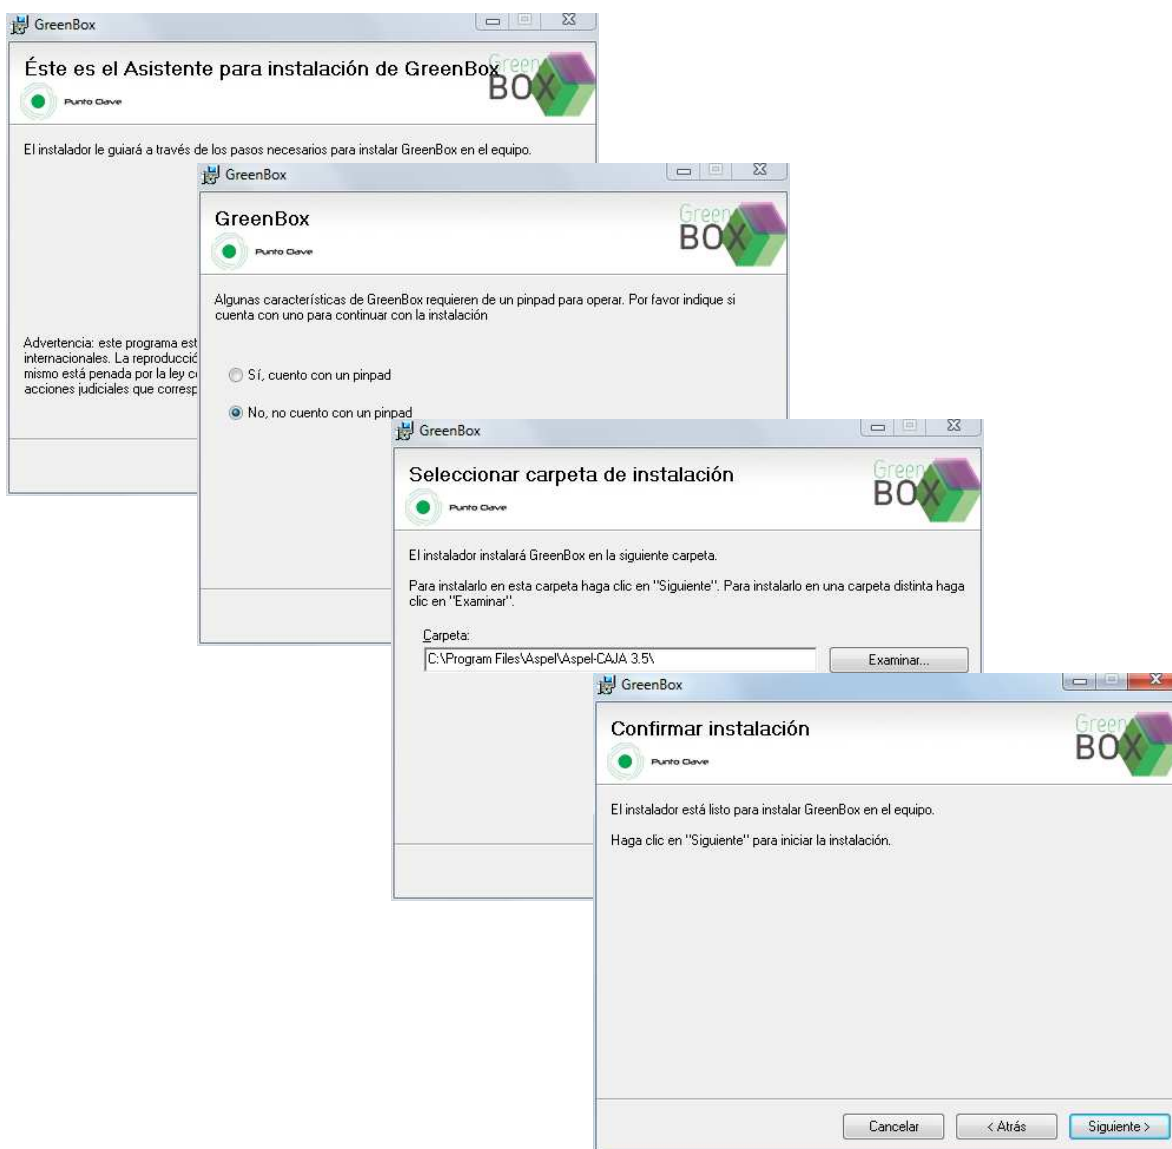 GreenBox
Éste es el Asistente para instalación de GreenBox
Green
BOX
Punto Clave
El instalador le guiará a través de los pasos necesarios para instalar GreenBox en el equipo.
Advertencia: este programa
internacionales. La
mismo está penada por la ley
acciones judiciales que
GreenBox
GreenBox
Green
BOX
Punto Clave
Algunas características de GreenBox requieren de un pinpad para operar. Por favor indique si
cuenta con uno para continuar con la instalación
Sí, cuento con un pinpad
No, no cuento con un pinpad
GreenBox
Seleccionar carpeta de instalación
Green
BOX
Punto Clave
El instalador instalará GreenBox en la siguiente carpeta.
Para instalarlo en esta carpeta haga clic en "Siguiente". Para instalarlo en una carpeta distinta haga
clic en "Examinar".
Carpeta:
C:\Program Files\Aspel\Aspel-CAJA 3.5\
Examinar...
GreenBox
Confirmar instalación
Green
BOX
Punto Clave
El instalador está listo para instalar GreenBox en el equipo.
Haga clic en "Siguiente" para iniciar la instalación.
Cancelar
< Atrás
Siguiente >